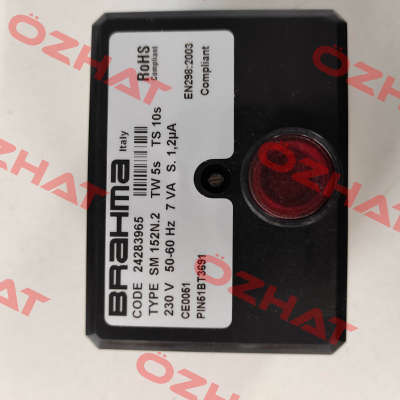 BRAHMA Italy
CODE 24283965
TYPE SM 152N.2 TW 5s TS 10s
230 V 50-60 Hz 7 VA S. 1,2µA
CE0051
PIN51BT3691
RoHS
Compliant
EN298:2003
Compliant
ÖZHAT
ÖZHAT
ÖZHAT
ÖZHAT
ÖZHAT